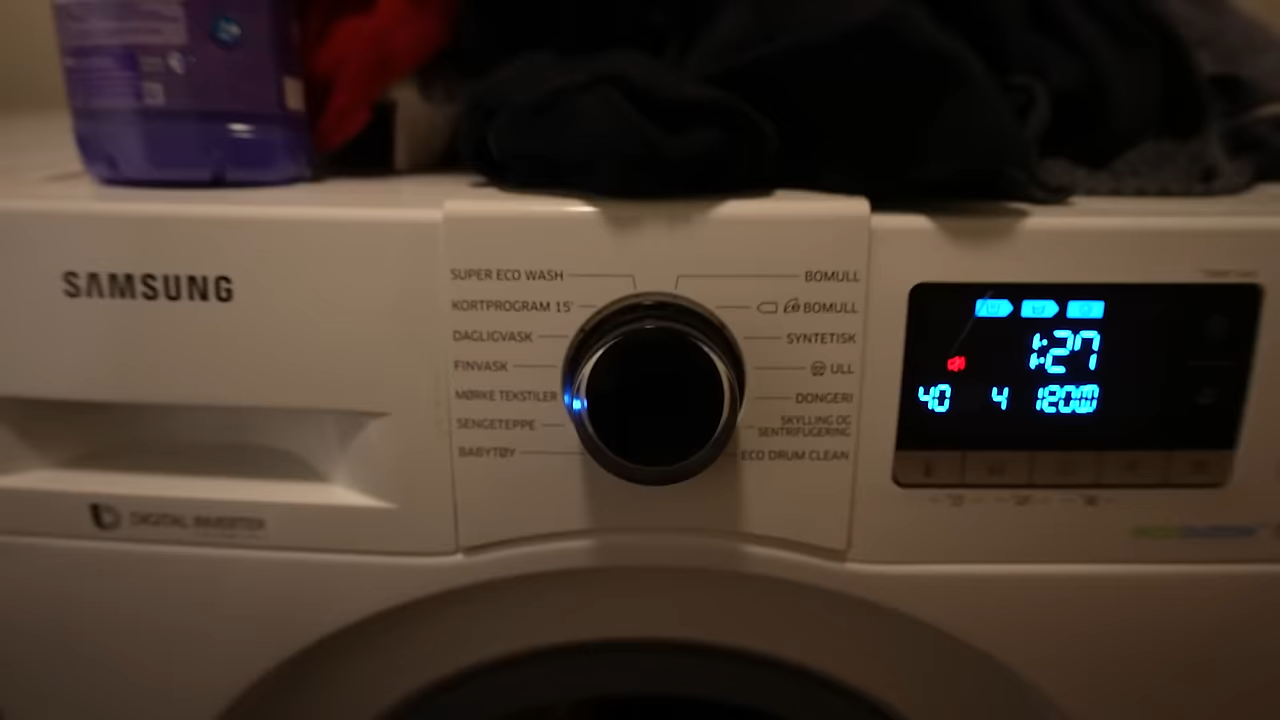 SAMSUNG
SUPER ECO WASH
KORTPROGRAM 15'
DAGLIGVASK
FINVASK
MØRKE TEKSTILER
SENGETEPPE
BABYTØY
BOMULL
BOMULL
SYNTETISK
ULL
DONGERI
SKYLLING OG
SENTRIFUGERING
ECO DRUM CLEAN
1:27
40 4 1200
DIGITAL INVERTER